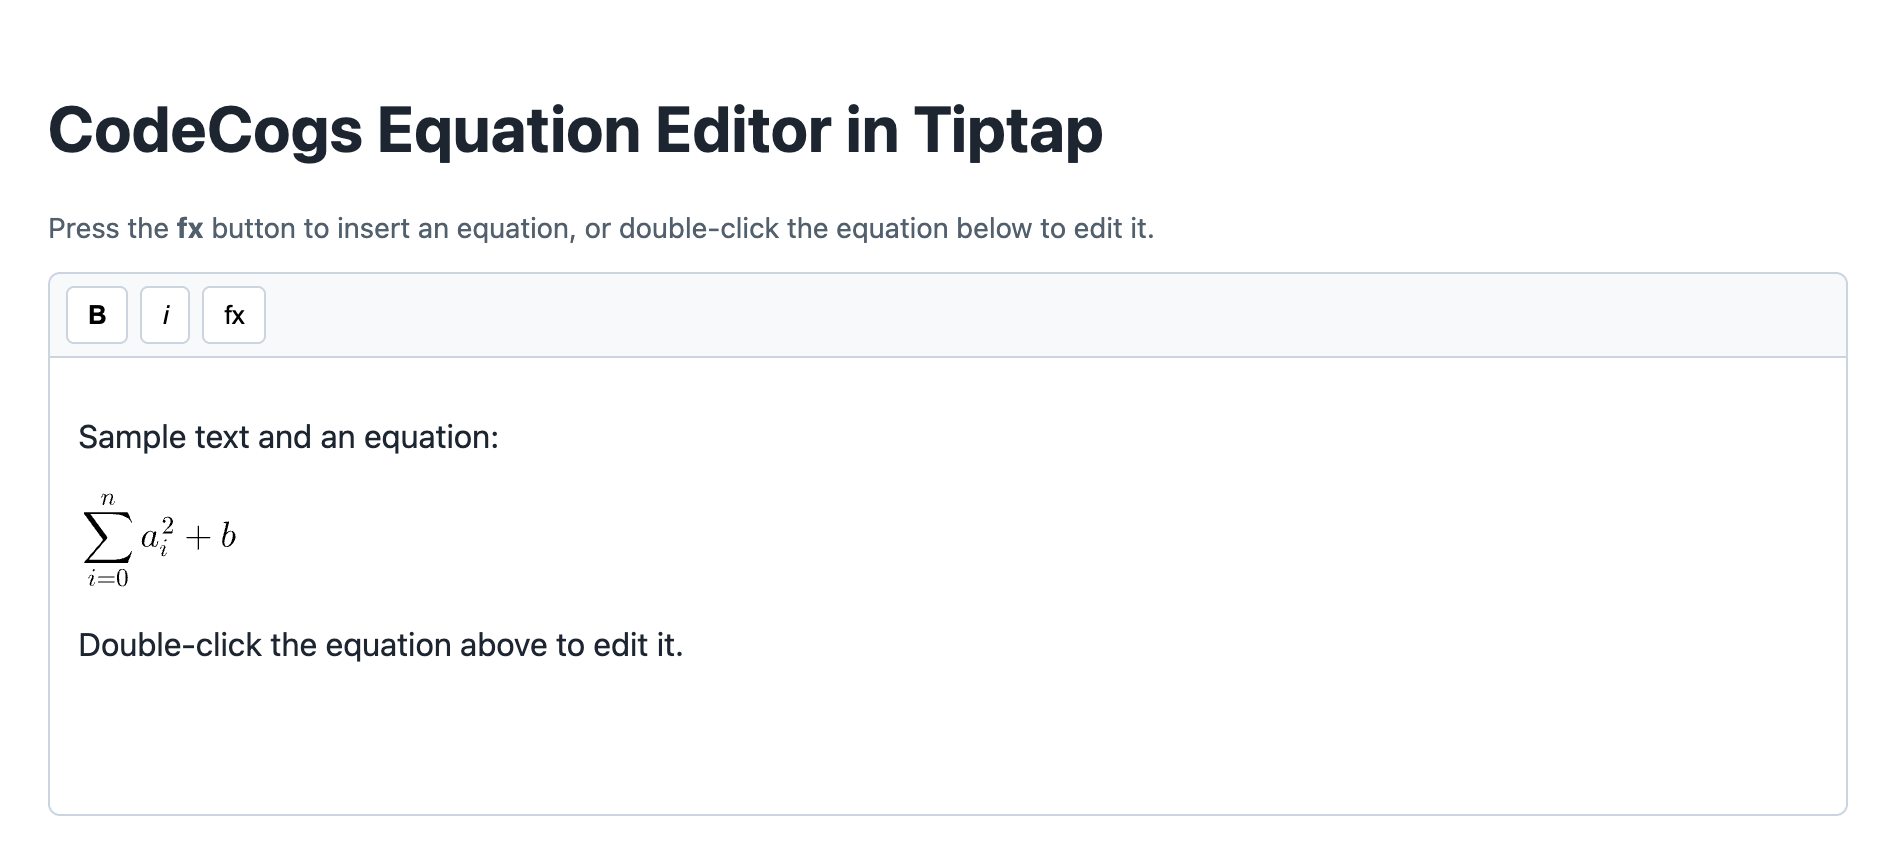 CodeCogs Equation Editor in Tiptap
Press the fx button to insert an equation, or double-click the equation below to edit it.
B i fx
Sample text and an equation:
\sum_{i=0}^{n} a_i^2 + b
Double-click the equation above to edit it.